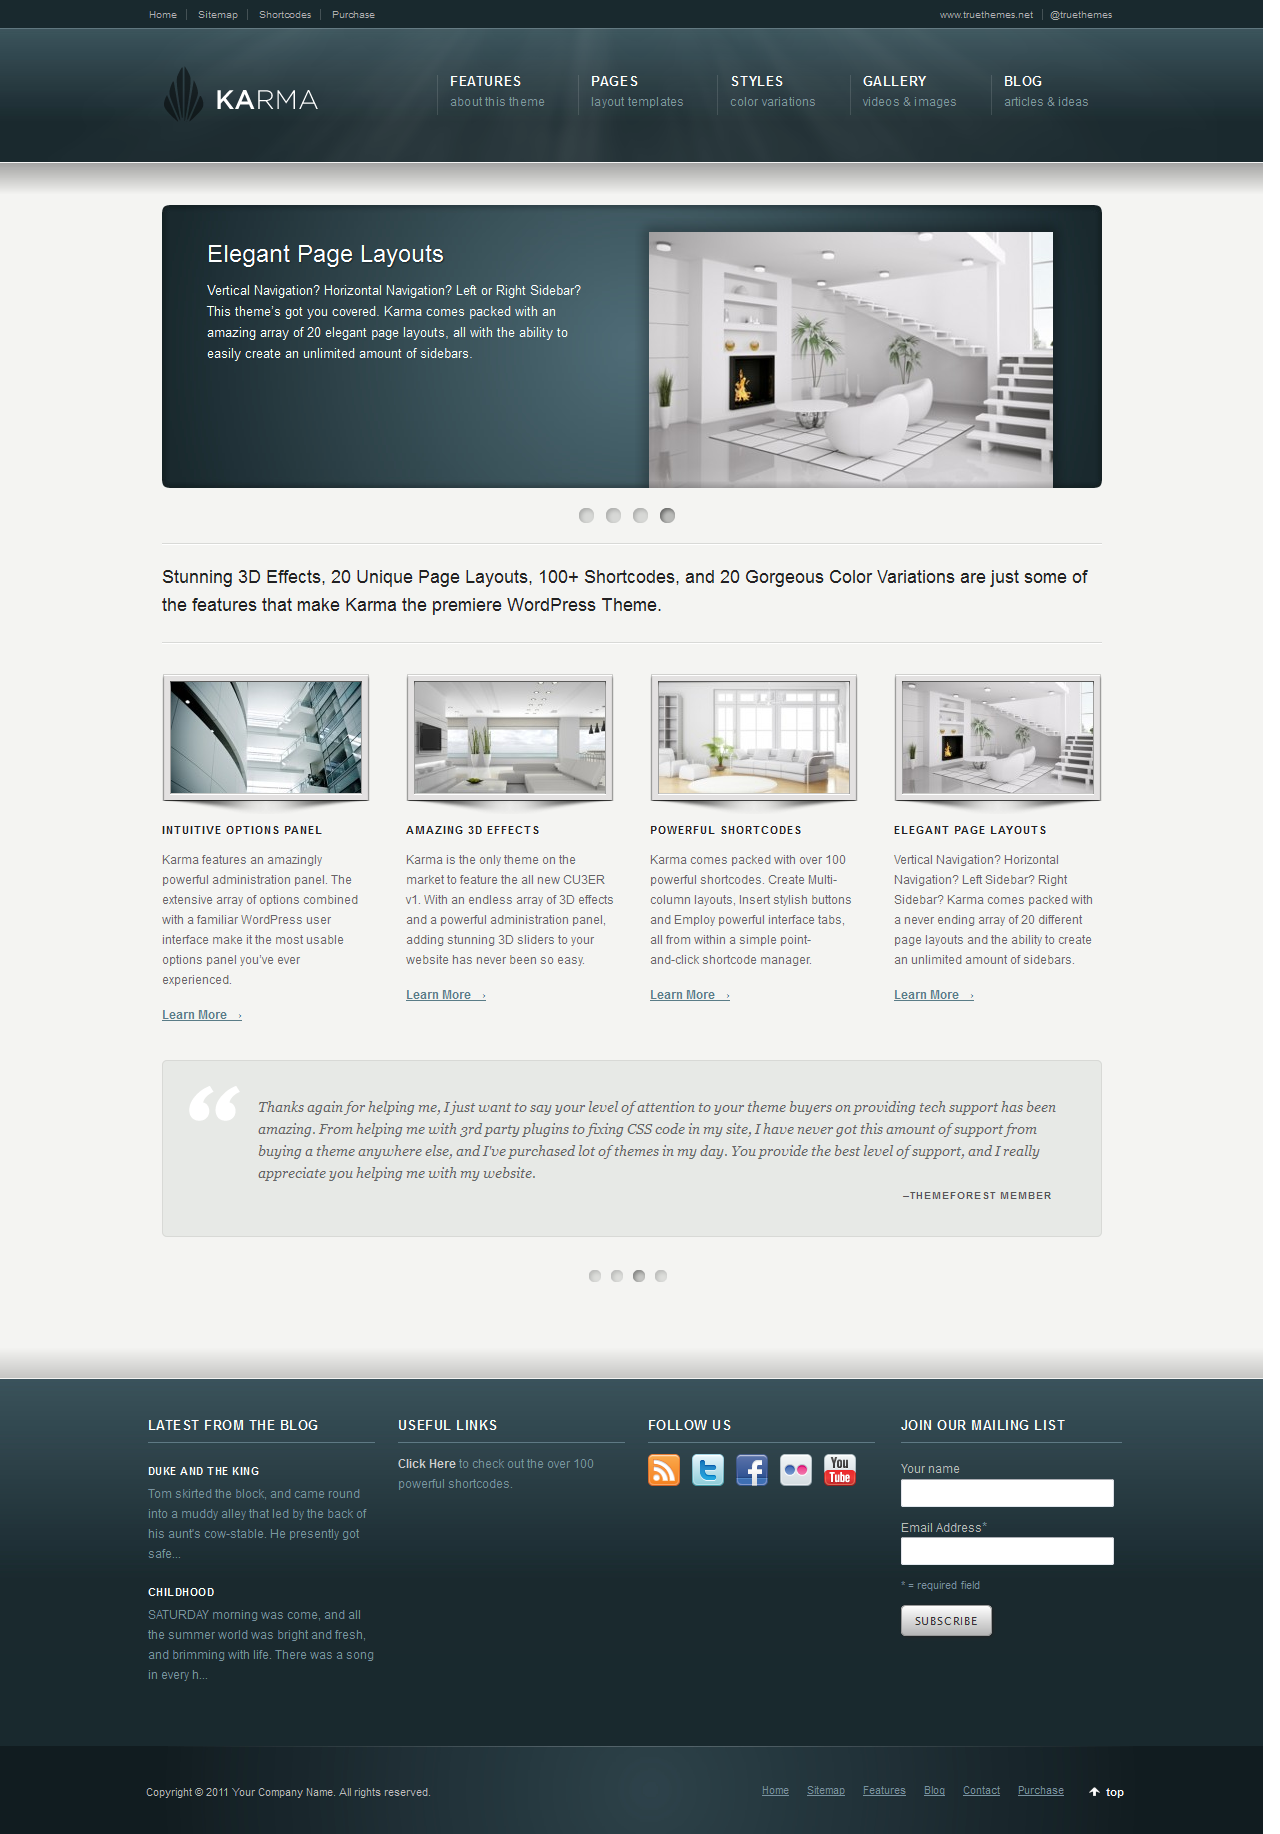 Home
Sitemap
Shortcodes
Purchase
www.truethemes.net
@truethemes
KARMA
FEATURES
about this theme
PAGES
layout templates
STYLES
color variations
GALLERY
videos & images
BLOG
articles & ideas
Elegant Page Layouts
Vertical Navigation? Horizontal Navigation? Left or Right Sidebar?
This theme's got you covered. Karma comes packed with an
amazing array of 20 elegant page layouts, all with the ability to
easily create an unlimited amount of sidebars.
Stunning 3D Effects, 20 Unique Page Layouts, 100+ Shortcodes, and 20 Gorgeous Color Variations are just some of
the features that make Karma the premiere WordPress Theme.
INTUITIVE OPTIONS PANEL
Karma features an amazingly
powerful administration panel. The
extensive array of options combined
with a familiar WordPress user
interface make it the most usable
options panel you've ever
experienced.
Learn More ›
AMAZING 3D EFFECTS
Karma is the only theme on the
market to feature the all new CU3ER
v1. With an endless array of 3D effects
and a powerful administration panel,
adding stunning 3D sliders to your
website has never been so easy.
Learn More ›
POWERFUL SHORTCODES
Karma comes packed with over 100
powerful shortcodes. Create Multi-
column layouts, Insert stylish buttons
and Employ powerful interface tabs,
all from within a simple point-
and-click shortcode manager.
Learn More ›
ELEGANT PAGE LAYOUTS
Vertical Navigation? Horizontal
Navigation? Left Sidebar? Right
Sidebar? Karma comes packed with
a never ending array of 20 different
page layouts and the ability to create
an unlimited amount of sidebars.
Learn More ›
“
Thanks again for helping me, I just want to say your level of attention to your theme buyers on providing tech support has been
amazing. From helping me with 3rd party plugins to fixing CSS code in my site, I have never got this amount of support from
buying a theme anywhere else, and I've purchased lot of themes in my day. You provide the best level of support, and I really
appreciate you helping me with my website.
–THEMEFOREST MEMBER
LATEST FROM THE BLOG
DUKE AND THE KING
Tom skirted the block, and came round
into a muddy alley that led by the back of
his aunt's cow-stable. He presently got
safe...
CHILDHOOD
SATURDAY morning was come, and all
the summer world was bright and fresh,
and brimming with life. There was a song
in every h...
USEFUL LINKS
Click Here to check out the over 100
powerful shortcodes.
FOLLOW US
You
Tube
JOIN OUR MAILING LIST
Your name
Email Address*
* = required field
SUBSCRIBE
Copyright © 2011 Your Company Name. All rights reserved.
Home
Sitemap
Features
Blog
Contact
Purchase
top